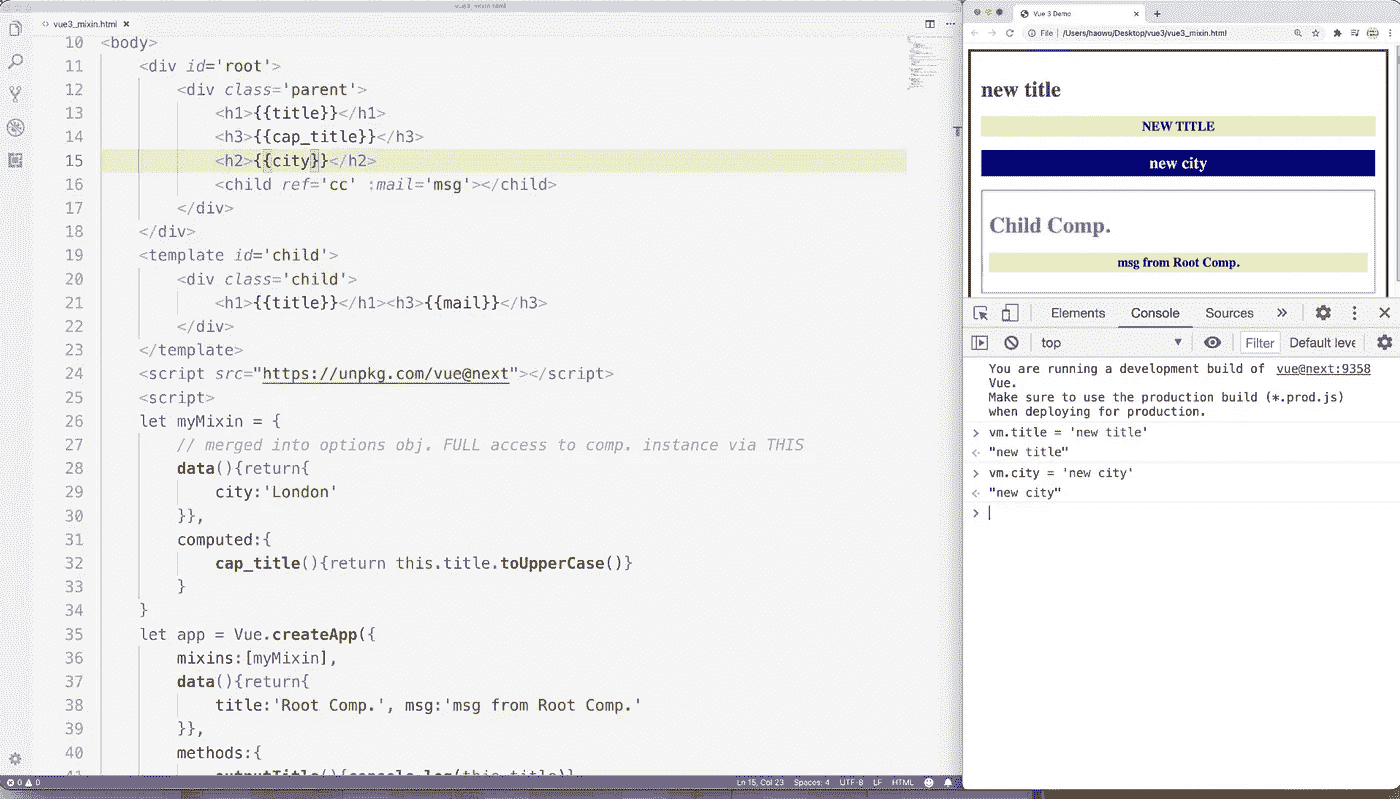 vue3_mixin.html
<> vue3_mixin.html ×
10 <body>
11 <div id='root'>
12 <div class='parent'>
13 <h1>{{title}}</h1>
14 <h3>{{cap_title}}</h3>
15 <h2>{{city}}</h2>
16 <child ref='cc' :mail='msg'></child>
17 </div>
18 </div>
19 <template id='child'>
20 <div class='child'>
21 <h1>{{title}}</h1><h3>{{mail}}</h3>
22 </div>
23 </template>
24 <script src="https://unpkg.com/vue@next"></script>
25 <script>
26 let myMixin = {
27 // merged into options obj. FULL access to comp. instance via THIS
28 data(){return{
29 city:'London'
30 }},
31 computed:{
32 cap_title(){return this.title.toUpperCase()}
33 }
34 }
35 let app = Vue.createApp({
36 mixins:[myMixin],
37 data(){return{
38 title:'Root Comp.', msg:'msg from Root Comp.'
39 }},
40 methods:{
41 outputTitle(){console.log(this.title)}
0 0 Ln 15, Col 23 Spaces: 4 UTF-8 LF HTML
Vue 3 Demo × +
File | /Users/haowu/Desktop/vue3/vue3_mixin.html
new title
NEW TITLE
new city
Child Comp.
msg from Root Comp.
Elements Console Sources »
top Filter Default leve
You are running a development build of vue@next:9358
Vue.
Make sure to use the production build (*.prod.js)
when deploying for production.
> vm.title = 'new title'
"new title"
> vm.city = 'new city'
"new city"
>